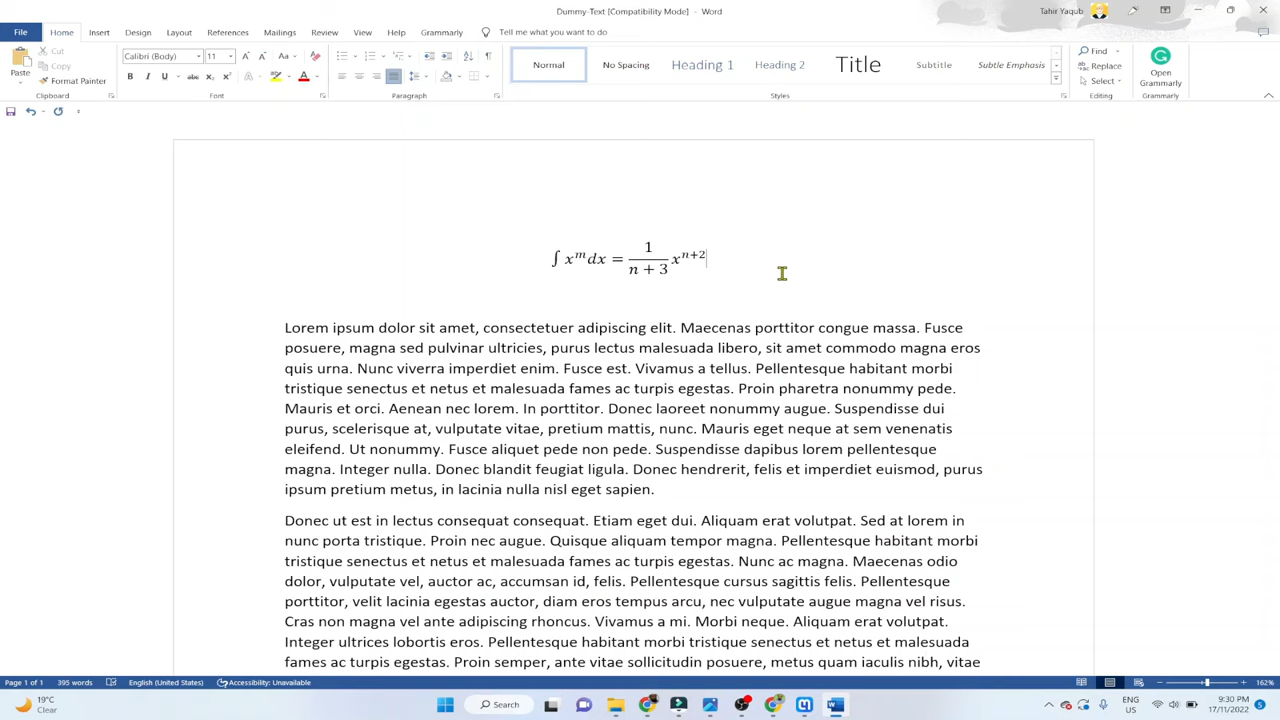 Dummy-Text [Compatibility Mode] - Word
Tahir Yaqub
File Home Insert Design Layout References Mailings Review View Help Grammarly Tell me what you want to do
Paste
Cut
Copy
Format Painter
Clipboard
Calibri (Body) 11
Font
Paragraph
Normal No Spacing Heading 1 Heading 2 Title Subtitle Subtle Emphasis
Styles
Find
Replace
Select
Editing
Open
Grammarly
Grammarly
∫ x^m dx = 1/(n + 3) x^(n+2)
Lorem ipsum dolor sit amet, consectetuer adipiscing elit. Maecenas porttitor congue massa. Fusce
posuere, magna sed pulvinar ultricies, purus lectus malesuada libero, sit amet commodo magna eros
quis urna. Nunc viverra imperdiet enim. Fusce est. Vivamus a tellus. Pellentesque habitant morbi
tristique senectus et netus et malesuada fames ac turpis egestas. Proin pharetra nonummy pede.
Mauris et orci. Aenean nec lorem. In porttitor. Donec laoreet nonummy augue. Suspendisse dui
purus, scelerisque at, vulputate vitae, pretium mattis, nunc. Mauris eget neque at sem venenatis
eleifend. Ut nonummy. Fusce aliquet pede non pede. Suspendisse dapibus lorem pellentesque
magna. Integer nulla. Donec blandit feugiat ligula. Donec hendrerit, felis et imperdiet euismod, purus
ipsum pretium metus, in lacinia nulla nisl eget sapien.
Donec ut est in lectus consequat consequat. Etiam eget dui. Aliquam erat volutpat. Sed at lorem in
nunc porta tristique. Proin nec augue. Quisque aliquam tempor magna. Pellentesque habitant morbi
tristique senectus et netus et malesuada fames ac turpis egestas. Nunc ac magna. Maecenas odio
dolor, vulputate vel, auctor ac, accumsan id, felis. Pellentesque cursus sagittis felis. Pellentesque
porttitor, velit lacinia egestas auctor, diam eros tempus arcu, nec vulputate augue magna vel risus.
Cras non magna vel ante adipiscing rhoncus. Vivamus a mi. Morbi neque. Aliquam erat volutpat.
Integer ultrices lobortis eros. Pellentesque habitant morbi tristique senectus et netus et malesuada
fames ac turpis egestas. Proin semper, ante vitae sollicitudin posuere, metus quam iaculis nibh, vitae
Page 1 of 1 395 words English (United States) Accessibility: Unavailable 162%
19°C
Clear
Search
ENG
US
9:30 PM
17/11/2022